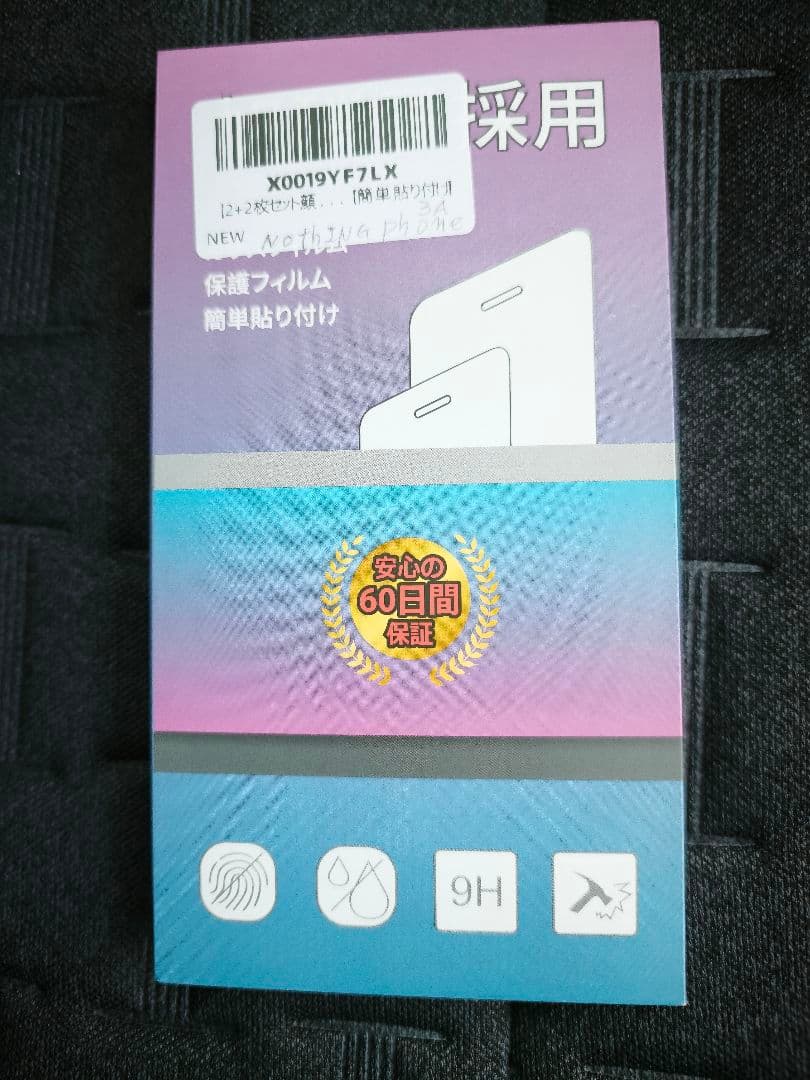 採用
X0019YF7LX
[2+2枚セット顔...【簡単貼り付け】
NEW
3A
NothING phone
保護フィルム
簡単貼り付け
安心の
60日間
保証
9H